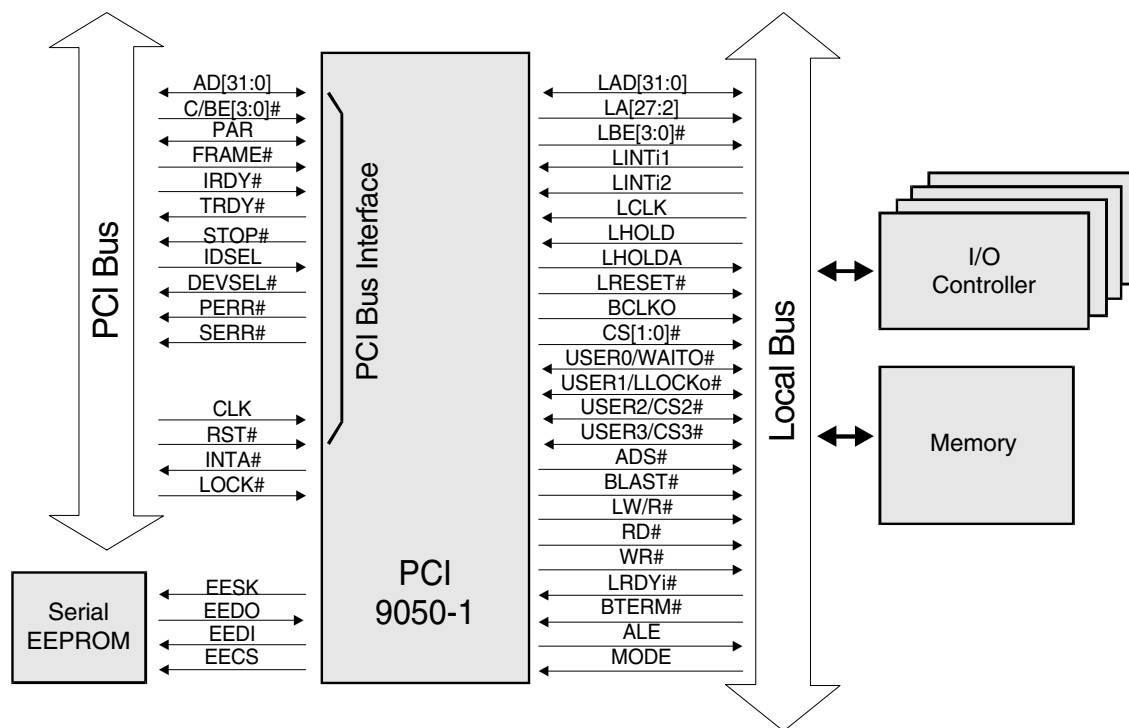 PCI Bus
AD[31:0]
C/BE[3:0]#
PAR
FRAME#
IRDY#
TRDY#
STOP#
IDSEL
DEVSEL#
PERR#
SERR#
CLK
RST#
INTA#
LOCK#
Serial
EEPROM
EESK
EEDO
EEDI
EECS
PCI Bus Interface
PCI
9050-1
LAD[31:0]
LA[27:2]
LBE[3:0]#
LINTi1
LINTi2
LCLK
LHOLD
LHOLDA
LRESET#
BCLKO
CS[1:0]#
USER0/WAITO#
USER1/LLOCKo#
USER2/CS2#
USER3/CS3#
ADS#
BLAST#
LW/R#
RD#
WR#
LRDYi#
BTERM#
ALE
MODE
Local Bus
I/O
Controller
Memory